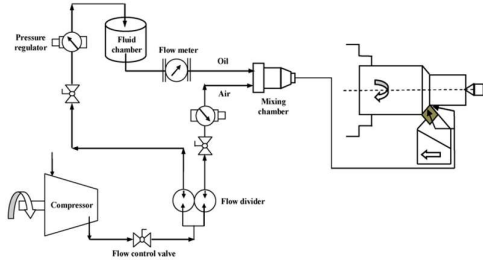 Pressure
regulator
Fluid
chamber
Flow meter
Oil
Air
Mixing
chamber
Compressor
Flow divider
Flow control valve